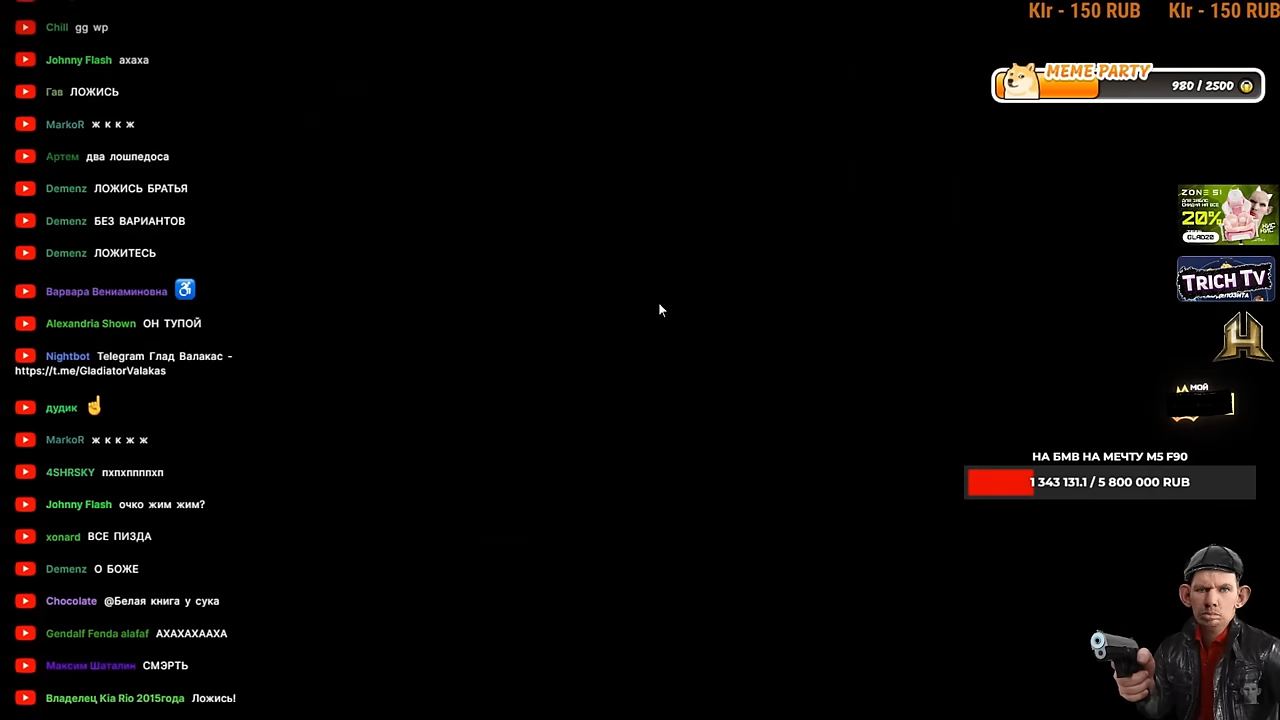 KIr - 150 RUB KIr - 150 RUB
Chill gg wp
Johnny Flash ахаха
MEME PARTY
980 / 2500
Гав ЛОЖИСЬ
MarkoR ж к к ж
Артем два лошпедоса
Demenz ЛОЖИСЬ БРАТЬЯ
ZONE 51
20%
Demenz БЕЗ ВАРИАНТОВ
Demenz ЛОЖИТЕСЬ
TRICH TV
Варвара Вениаминовна
Alexandria Shown ОН ТУПОЙ
Nightbot Telegram Глад Валакас -
https://t.me/GladiatorValakas
МОЙ
дудик
MarkoR ж к к ж ж
НА БМВ НА МЕЧТУ M5 F90
4SHRSKY пхпхппппхп
1 343 131.1 / 5 800 000 RUB
Johnny Flash очко жим жим?
xonard ВСЕ ПИЗДА
Demenz О БОЖЕ
Chocolate @Белая книга у сука
Gendalf Fenda alafaf АХАХАХАAХА
Максим Шаталин СМЭРТЬ
Владелец Kia Rio 2015года Ложись!